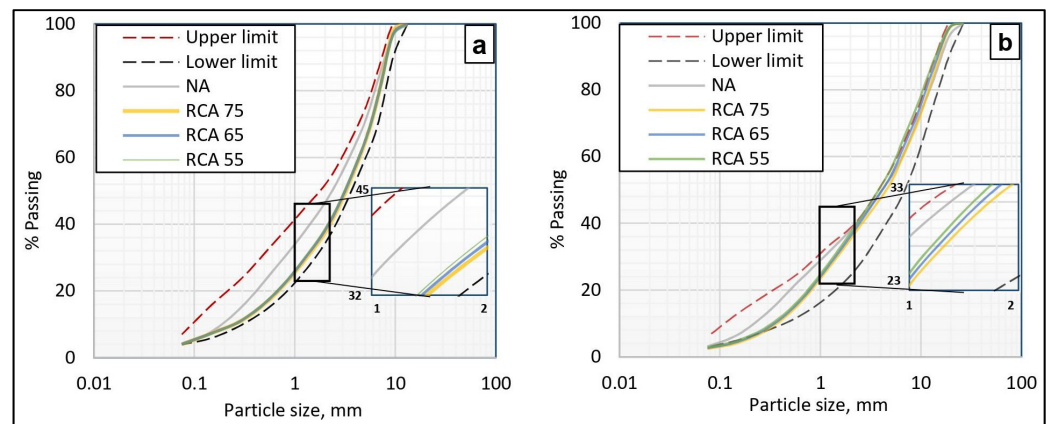 100
80
60
40
20
0
% Passing
Upper limit
Lower limit
NA
RCA 75
RCA 65
RCA 55
a
45
32
1
2
0.01
0.1
1
10
100
Particle size, mm
100
80
60
40
20
0
% Passing
Upper limit
Lower limit
NA
RCA 75
RCA 65
RCA 55
b
33
23
1
2
0.01
0.1
1
10
100
Particle size, mm